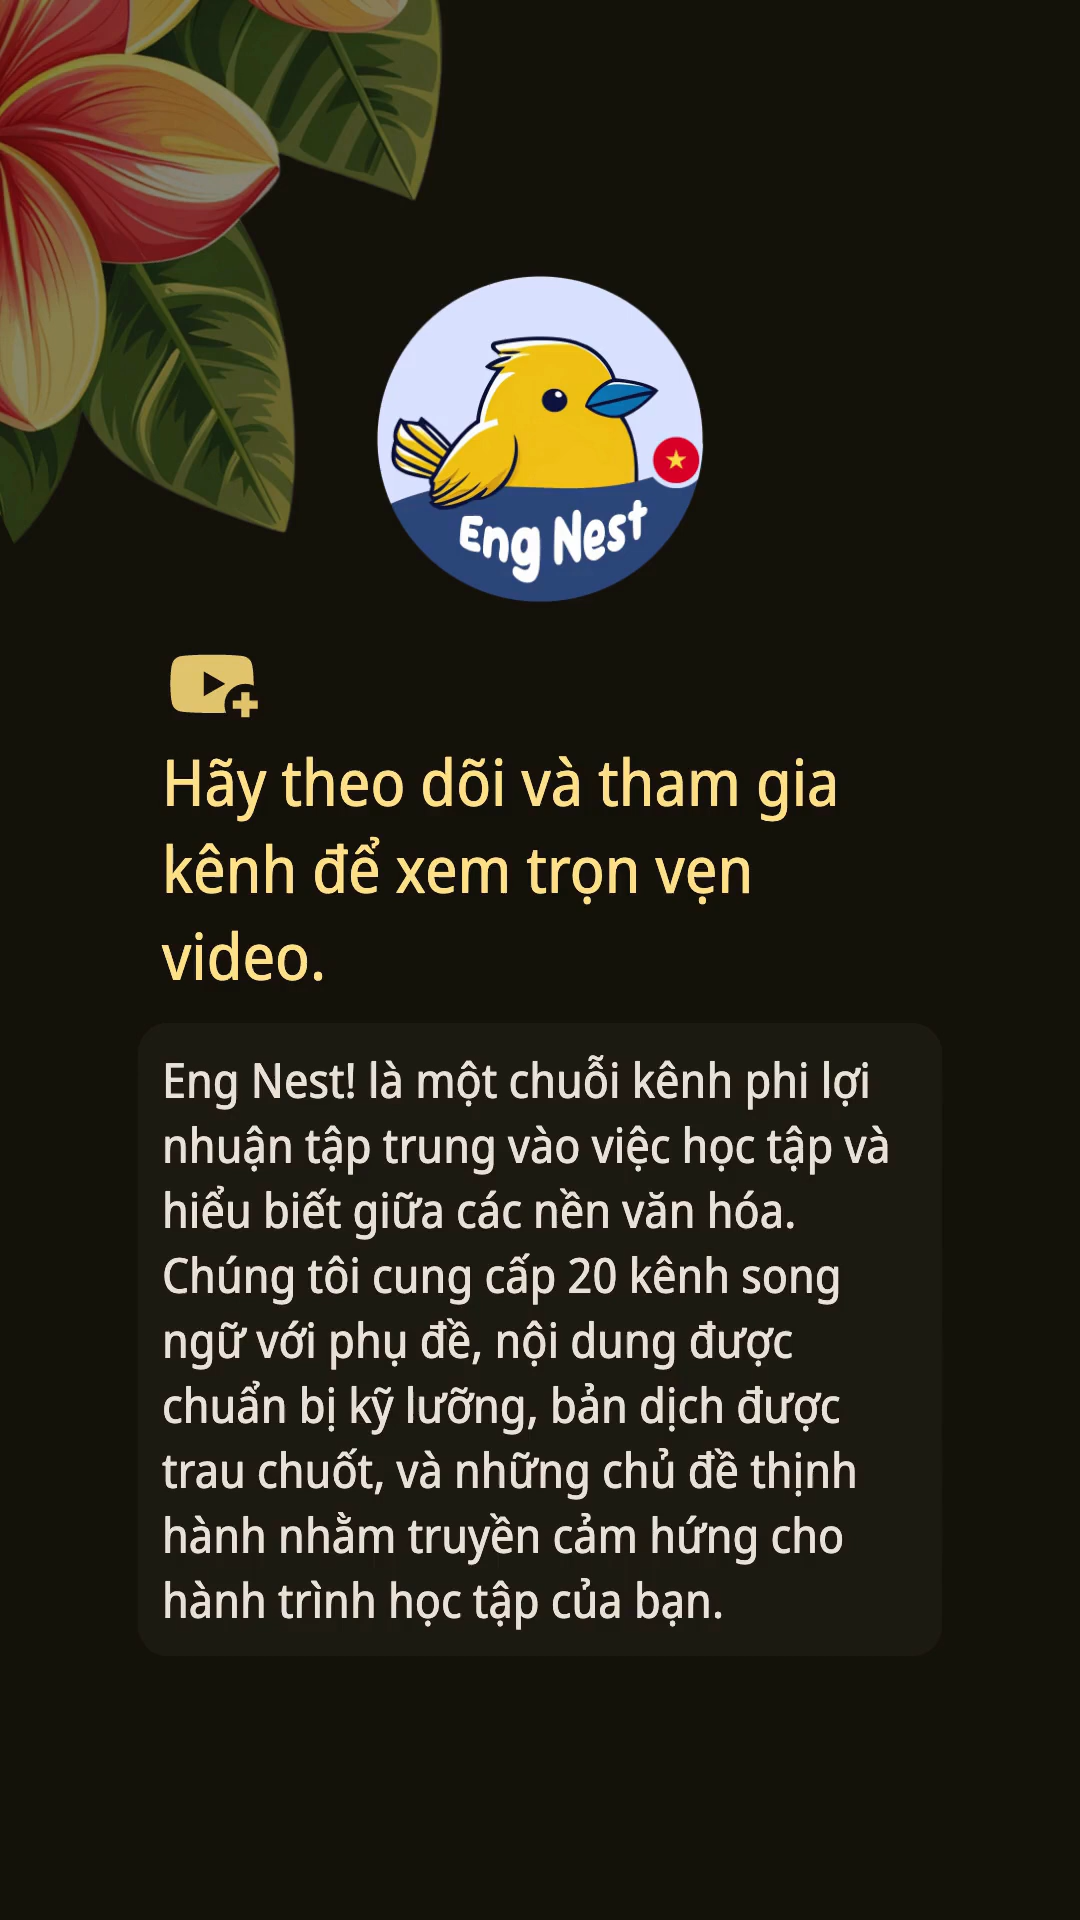 Eng Nest
Hãy theo dõi và tham gia
kênh để xem trọn vẹn
video.
Eng Nest! là một chuỗi kênh phi lợi
nhuận tập trung vào việc học tập và
hiểu biết giữa các nền văn hóa.
Chúng tôi cung cấp 20 kênh song
ngữ với phụ đề, nội dung được
chuẩn bị kỹ lưỡng, bản dịch được
trau chuốt, và những chủ đề thịnh
hành nhằm truyền cảm hứng cho
hành trình học tập của bạn.